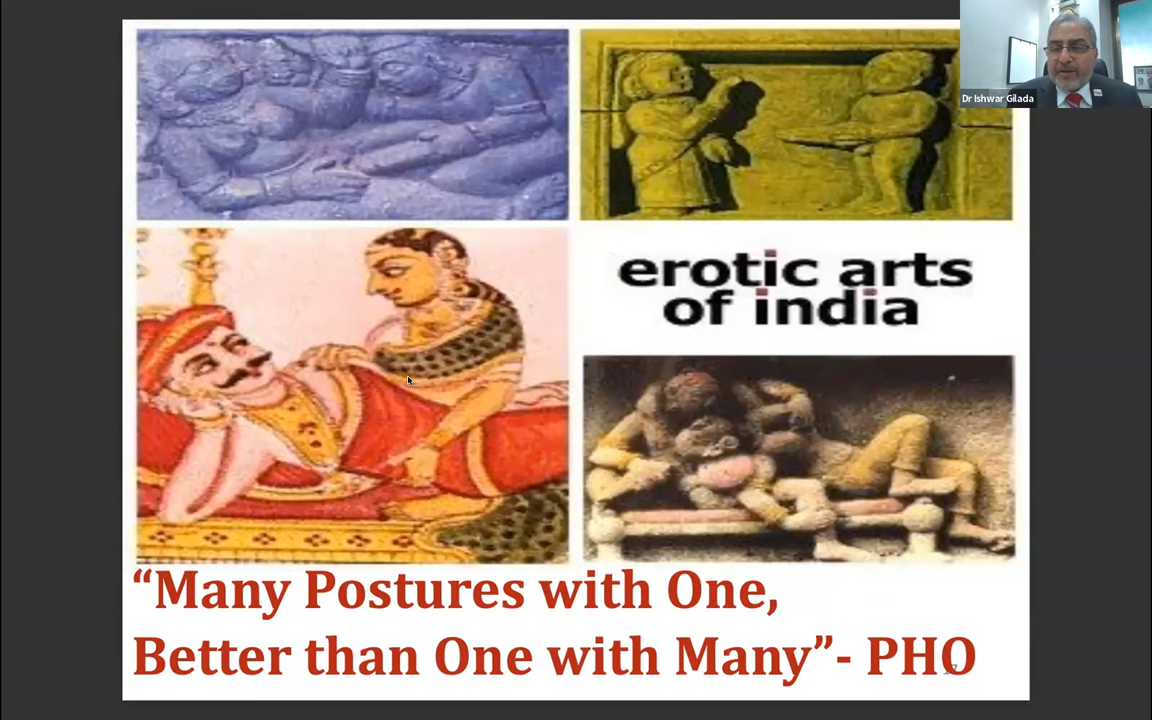 Dr Ishwar Gilada
erotic arts
of india
“Many Postures with One,
Better than One with Many”- PHO